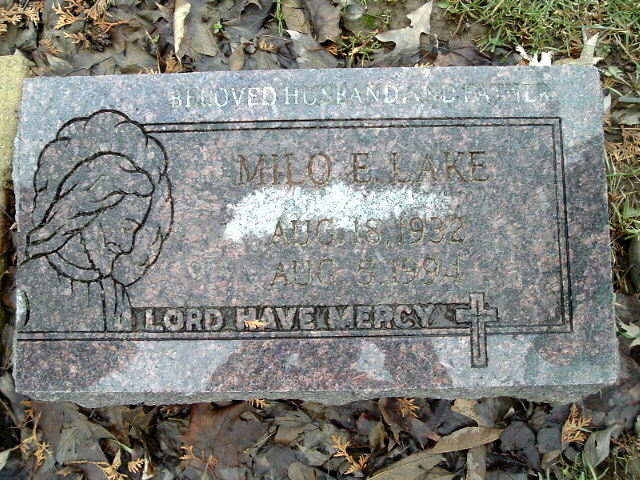 BELOVED HUSBAND AND FATHER
MILO E. LAKE
AUG. 18, 1932
AUG. 5, 1994
LORD HAVE MERCY